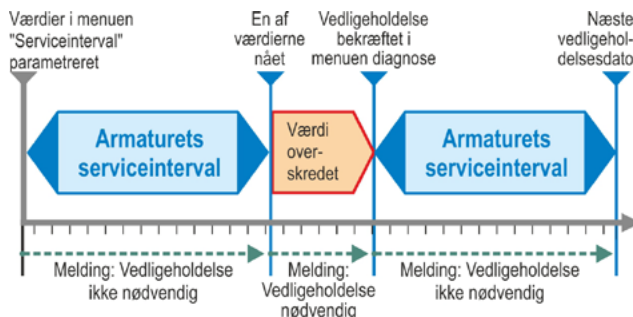 Værdier i menuen
"Serviceinterval"
parametreret
En af
værdierne
nået
Vedligeholdelse
bekræftet i
menuen diagnose
Næste
vedligehol-
delsesdato
Armaturets
serviceinterval
Værdi
over-
skredet
Armaturets
serviceinterval
Melding: Vedligeholdelse
ikke nødvendig
Melding:
Vedligeholdelse
nødvendig
Melding: Vedligeholdelse
ikke nødvendig